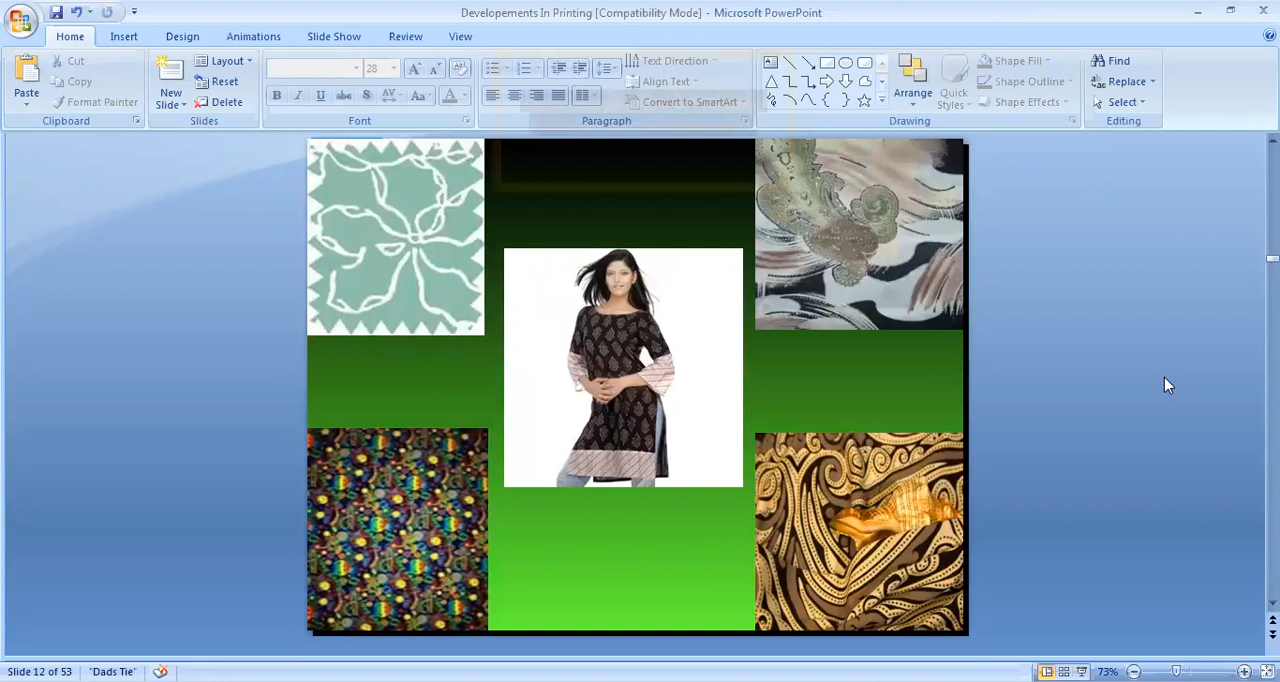 Developements In Printing [Compatibility Mode] - Microsoft PowerPoint
Home Insert Design Animations Slide Show Review View
Paste
Cut
Copy
Format Painter
Clipboard
New Slide
Layout
Reset
Delete
Slides
28
B I U abc S AV Aa A
Font
Text Direction
Align Text
Convert to SmartArt
Paragraph
Arrange
Quick Styles
Shape Fill
Shape Outline
Shape Effects
Drawing
Find
Replace
Select
Editing
Slide 12 of 53 "Dads Tie" 73%